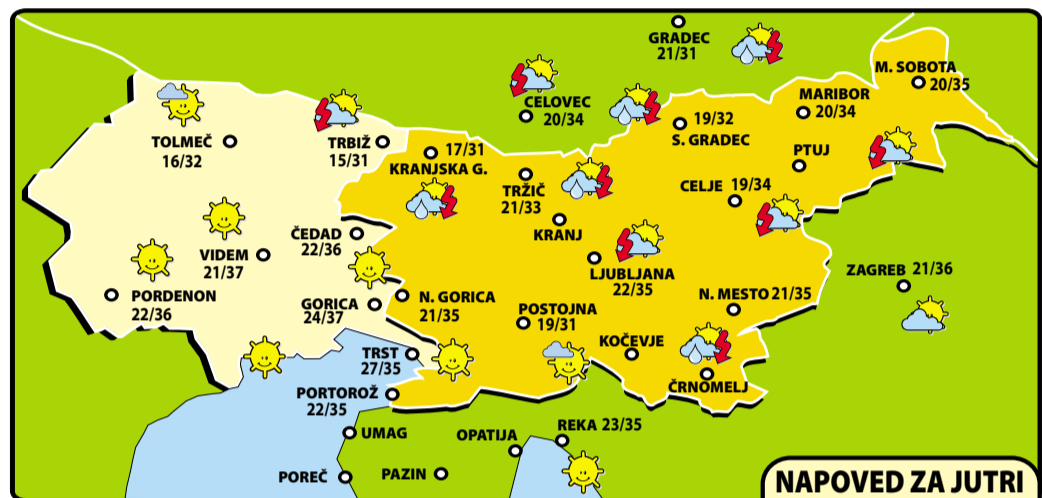 GRADEC
21/31
M. SOBOTA
20/35
CELOVEC
20/34
MARIBOR
20/34
19/32
S. GRADEC
TOLMEČ
16/32
TRBIŽ
15/31
17/31
KRANJSKA G.
PTUJ
TRŽIČ
21/33
CELJE 19/34
KRANJ
ČEDAD
22/36
VIDEM
21/37
LJUBLJANA
22/35
ZAGREB 21/36
PORDENON
22/36
GORICA
24/37
N. GORICA
21/35
N. MESTO 21/35
POSTOJNA
19/31
KOČEVJE
TRST
27/35
ČRNOMELJ
PORTOROŽ
22/35
UMAG
OPATIJA
REKA 23/35
POREČ
PAZIN
NAPOVED ZA JUTRI